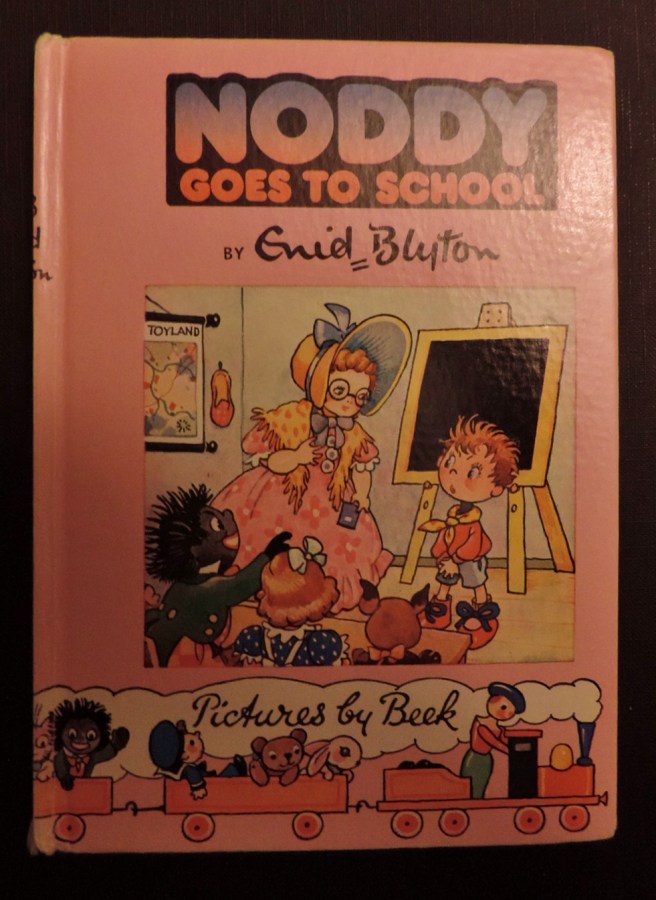 NODDY
GOES TO SCHOOL
BY Enid Blyton
TOYLAND
Pictures by Beek